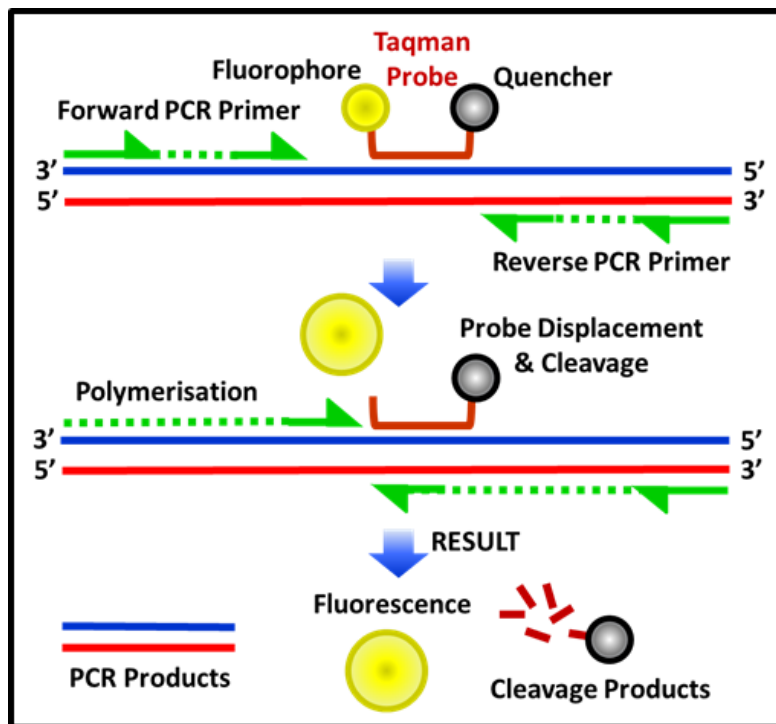 Taqman
Probe
Fluorophore
Quencher
Forward PCR Primer
3’
5’
5’
3’
Reverse PCR Primer
Probe Displacement
& Cleavage
Polymerisation
3’
5’
5’
3’
RESULT
Fluorescence
PCR Products
Cleavage Products